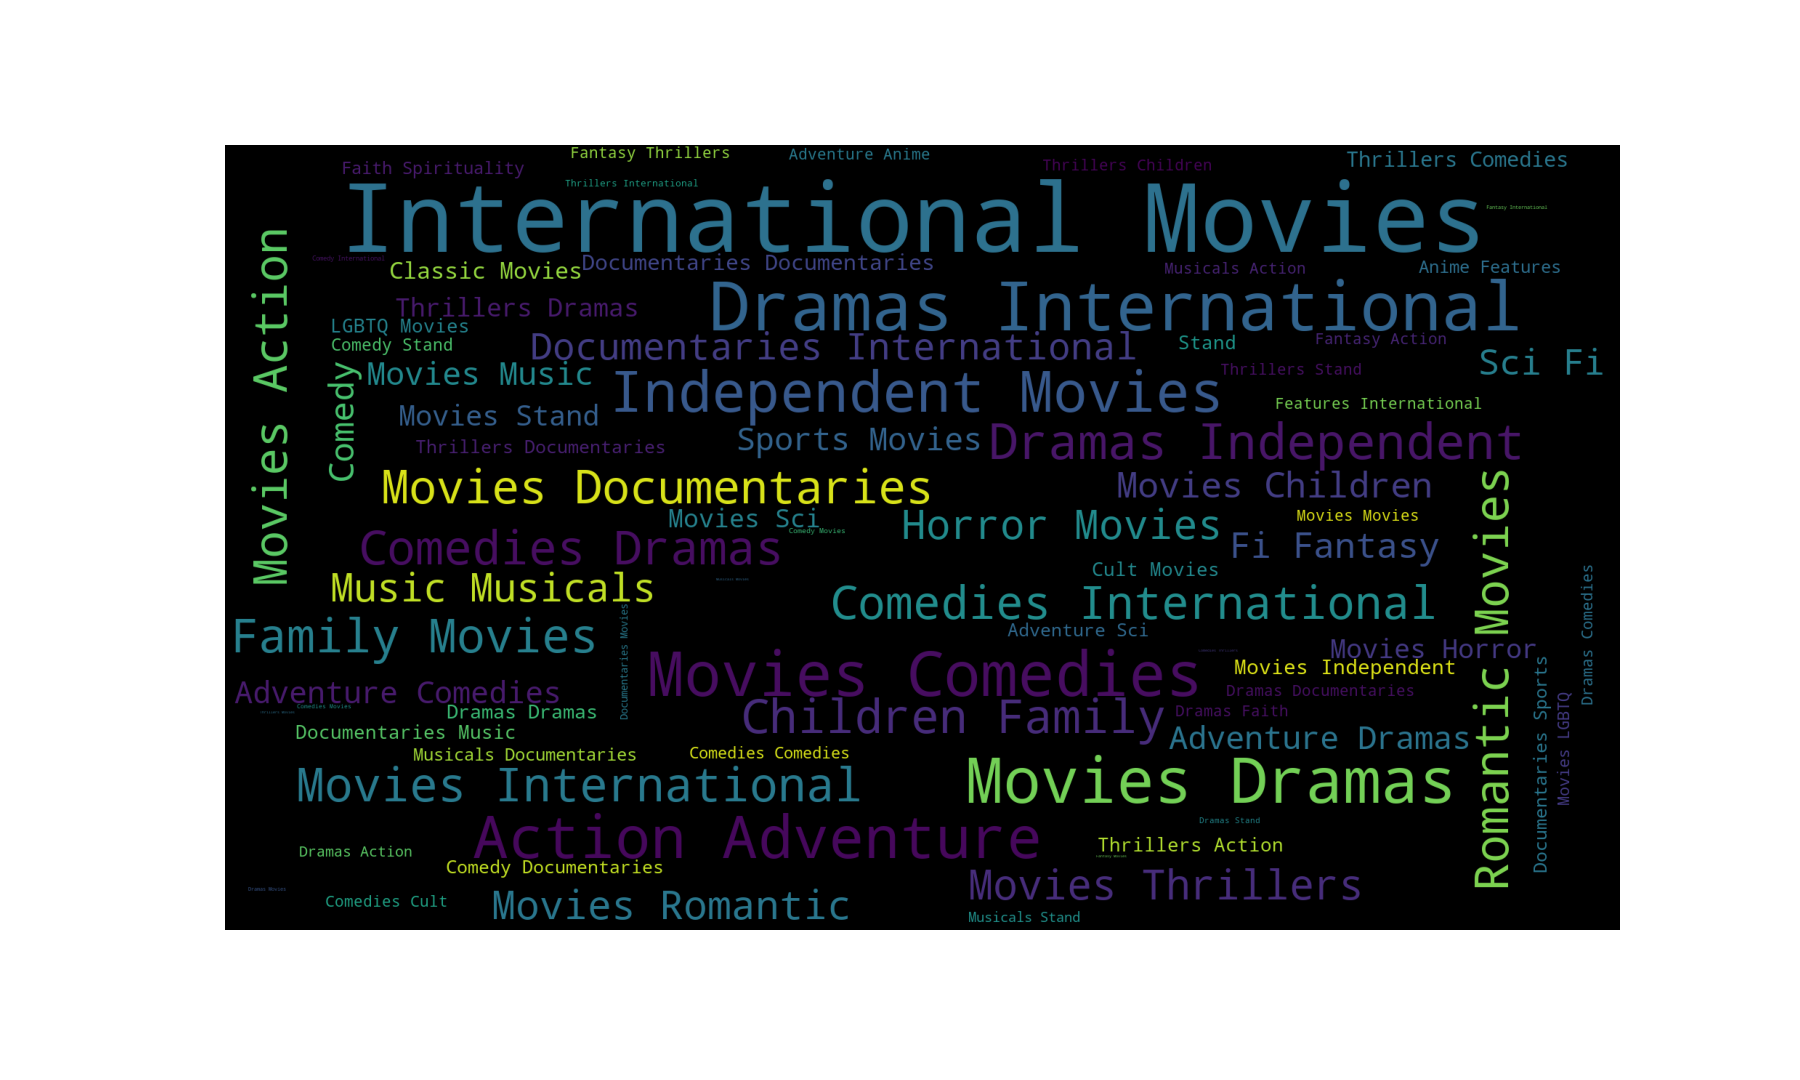 Fantasy Thrillers
Adventure Anime
Faith Spirituality
Thrillers Children
Thrillers Comedies
Thrillers International
International Movies
Fantasy International
Movies Action
Comedy International
Classic Movies
Documentaries Documentaries
Musicals Action
Anime Features
Thrillers Dramas
Dramas International
LGBTQ Movies
Comedy Stand
Documentaries International
Stand
Fantasy Action
Sci Fi
Comedy
Movies Music
Independent Movies
Thrillers Stand
Features International
Movies Stand
Thrillers Documentaries
Sports Movies
Dramas Independent
Movies Documentaries
Movies Children
Romantic Movies
Movies Sci
Comedy Movies
Horror Movies
Movies Movies
Comedies Dramas
Fi Fantasy
Cult Movies
Music Musicals
Comedies International
Dramas Comedies
Family Movies
Documentaries Movies
Adventure Sci
Movies Horror
Movies Comedies
Movies Independent
Adventure Comedies
Dramas Documentaries
Comedies Movies
Dramas Dramas
Children Family
Dramas Faith
Documentaries Sports
Movies LGBTQ
Documentaries Music
Adventure Dramas
Musicals Documentaries
Comedies Comedies
Movies International
Movies Dramas
Action Adventure
Dramas Stand
Dramas Action
Thrillers Action
Comedy Documentaries
Movies Thrillers
Dramas Movies
Comedies Cult
Movies Romantic
Musicals Stand